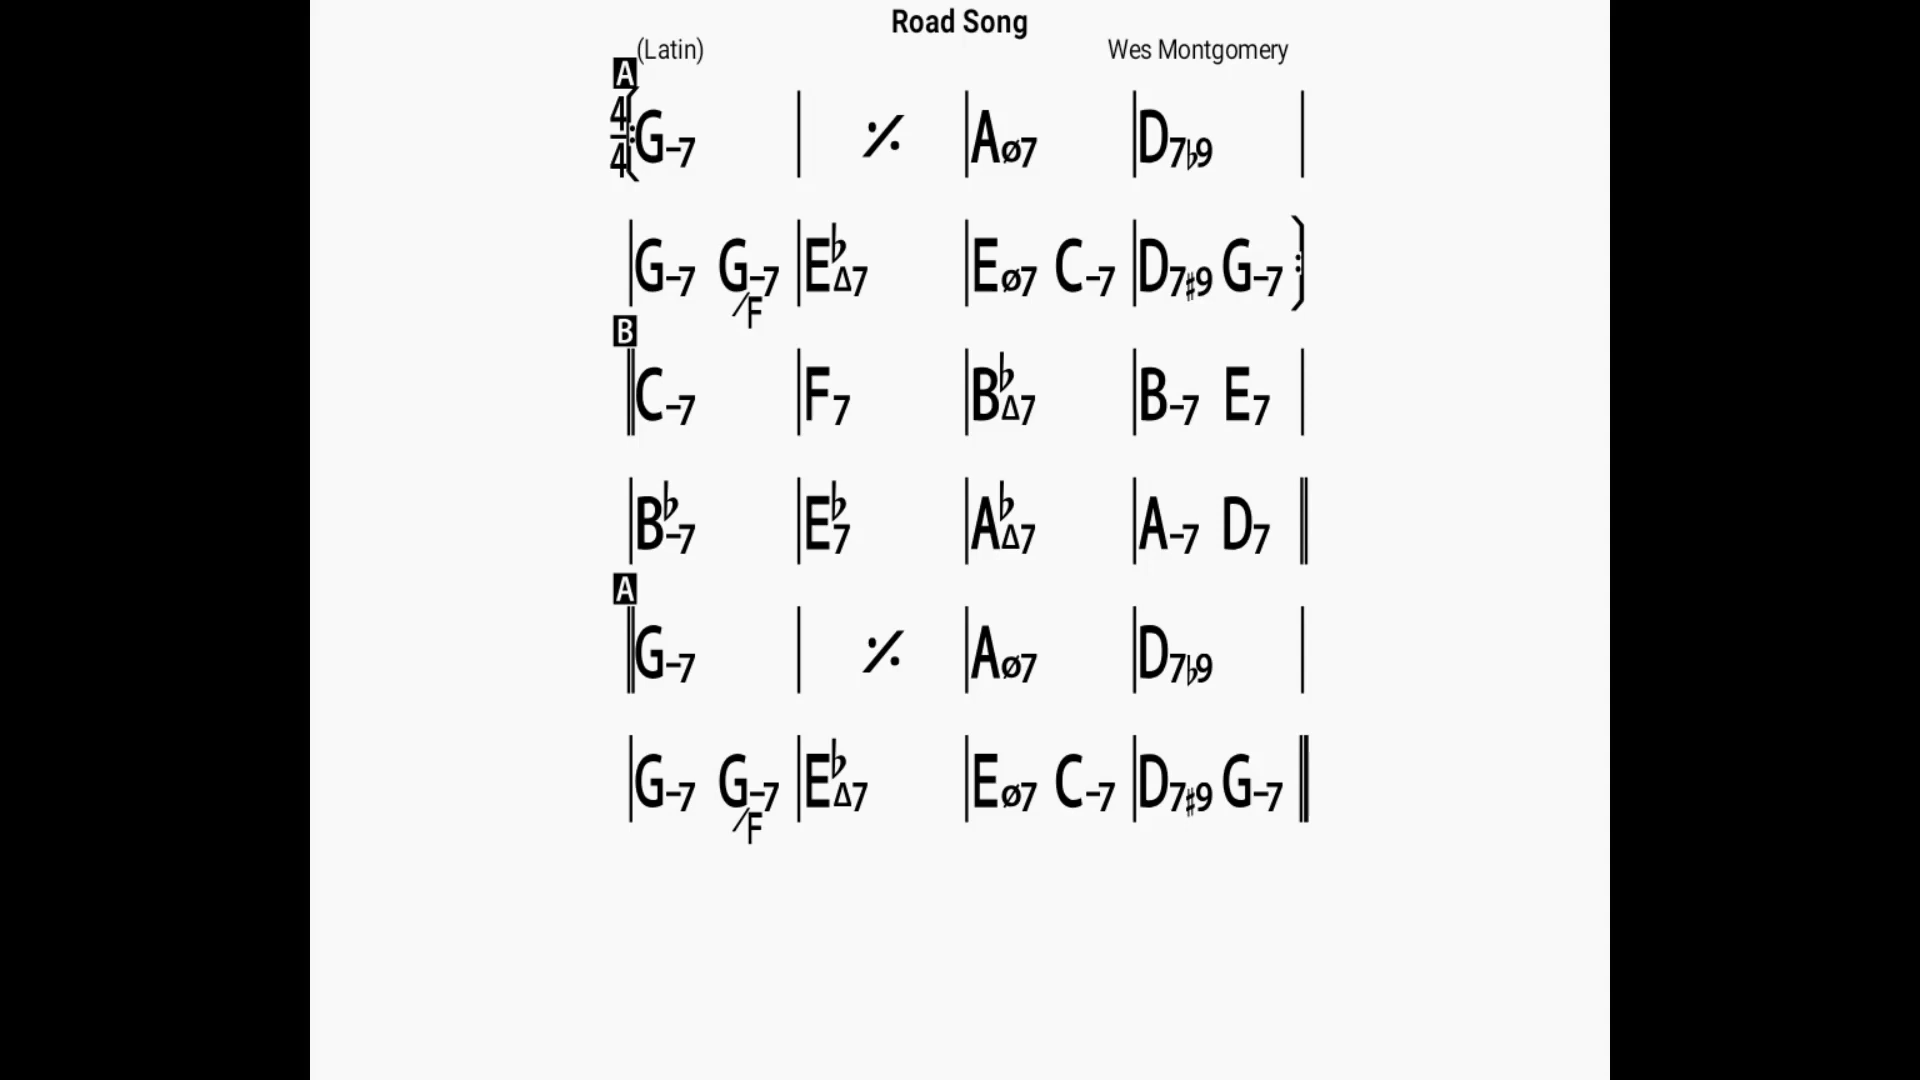 Road Song
(Latin) Wes Montgomery
A
4/4 G–7 | 𝄎 | Aø7 | D7♭9 |
| G–7 G–7/F | E♭Δ7 | Eø7 C–7 | D7♯9 G–7
B
C–7 | F7 | B♭Δ7 | B–7 E7 |
| B♭–7 | E♭7 | A♭Δ7 | A–7 D7
A
G–7 | 𝄎 | Aø7 | D7♭9 |
| G–7 G–7/F | E♭Δ7 | Eø7 C–7 | D7♯9 G–7